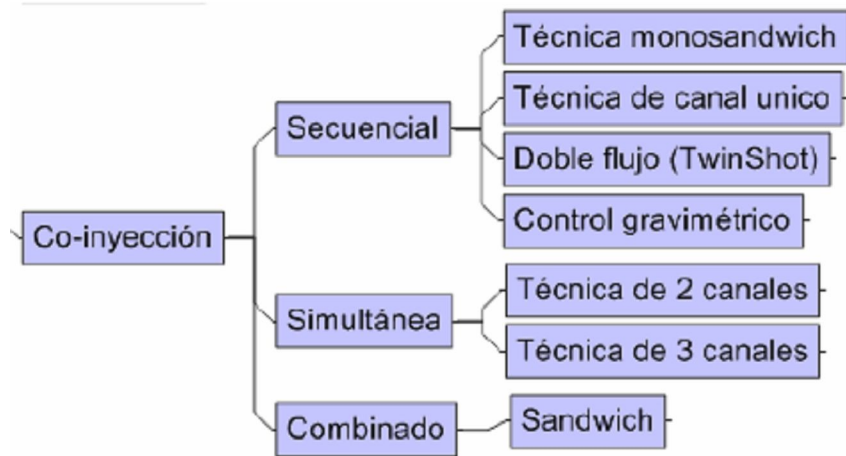 Técnica monosandwich
Técnica de canal unico
Secuencial
Doble flujo (TwinShot)
Control gravimétrico
Co-inyección
Técnica de 2 canales
Simultánea
Técnica de 3 canales
Combinado
Sandwich